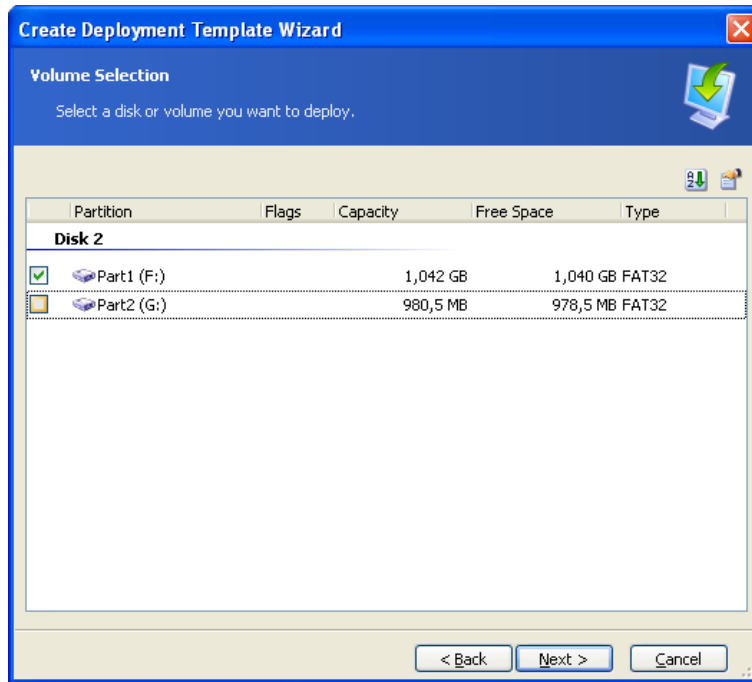 Create Deployment Template Wizard
Volume Selection
Select a disk or volume you want to deploy.
Partition Flags Capacity Free Space Type
Disk 2
Part1 (F:) 1,042 GB 1,040 GB FAT32
Part2 (G:) 980,5 MB 978,5 MB FAT32
< Back Next > Cancel